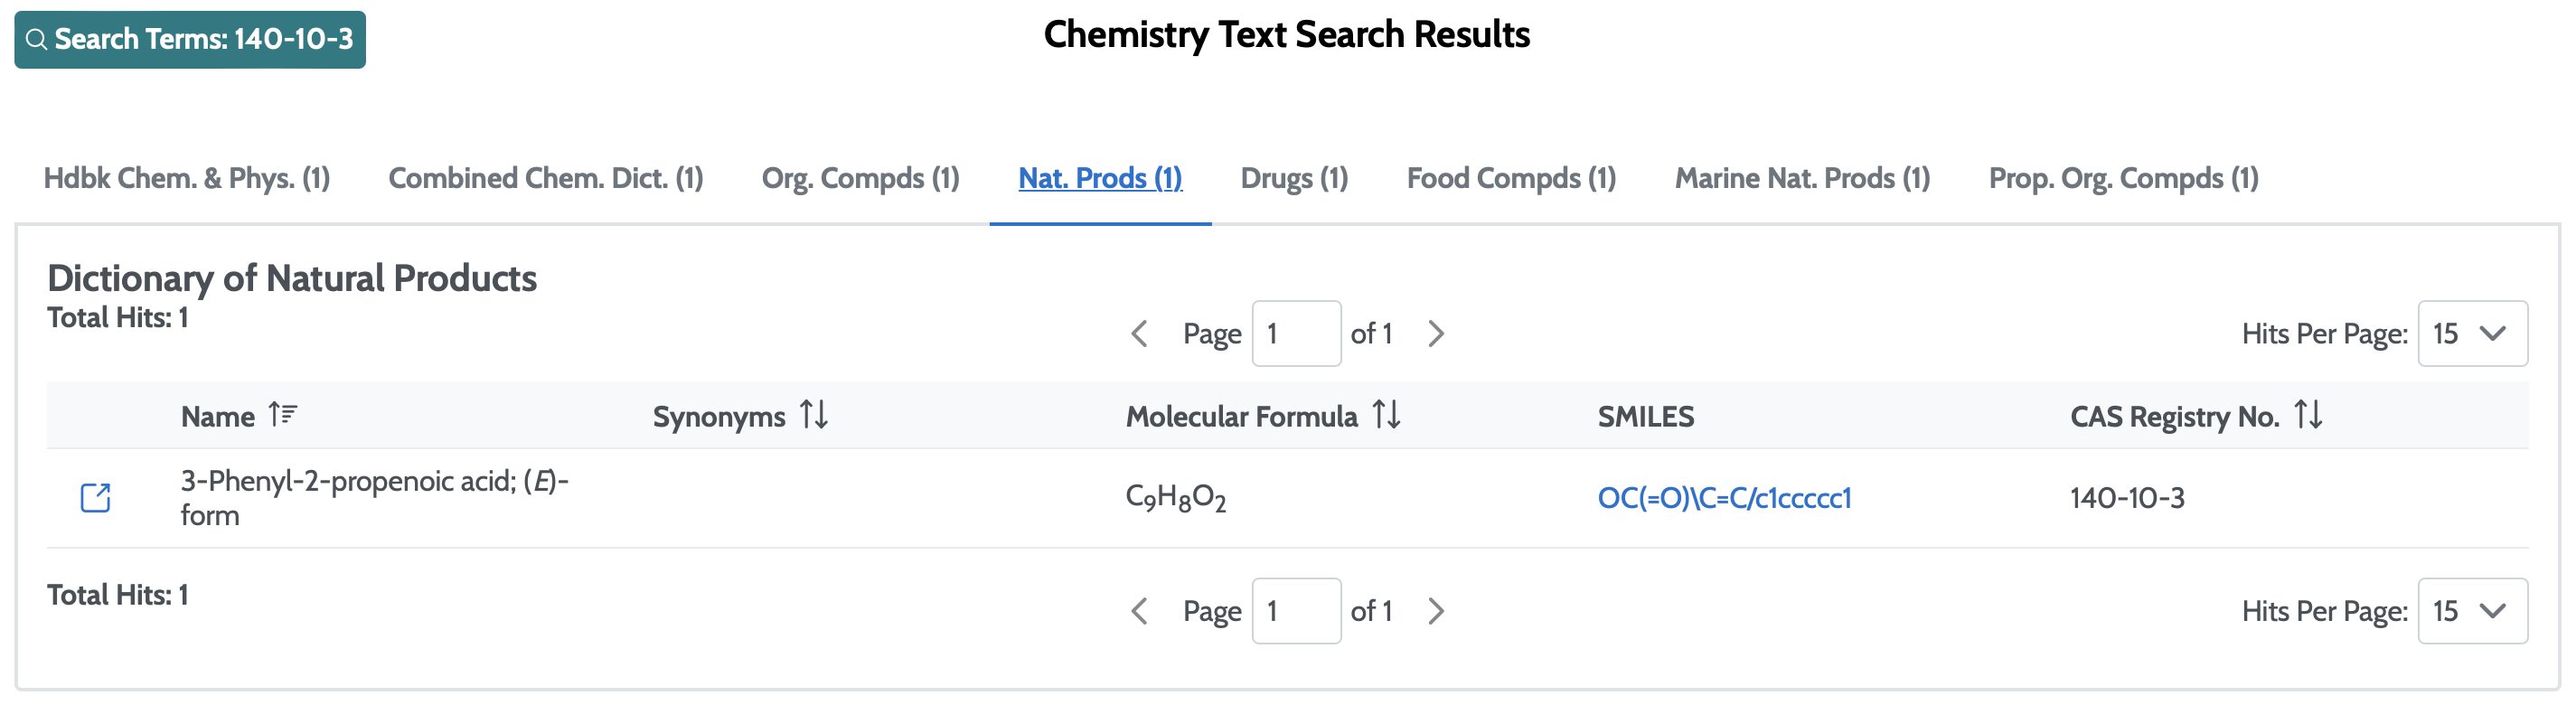 Search Terms: 140-10-3
Chemistry Text Search Results
Hdbk Chem. & Phys. (1) Combined Chem. Dict. (1) Org. Compds (1) Nat. Prods (1) Drugs (1) Food Compds (1) Marine Nat. Prods (1) Prop. Org. Compds (1)
Dictionary of Natural Products
Total Hits: 1
Page 1 of 1
Hits Per Page: 15
Name Synonyms Molecular Formula SMILES CAS Registry No.
3-Phenyl-2-propenoic acid; (E)-
form
C₉H₈O₂
OC(=O)\C=C/c1ccccc1
140-10-3
Total Hits: 1
Page 1 of 1
Hits Per Page: 15